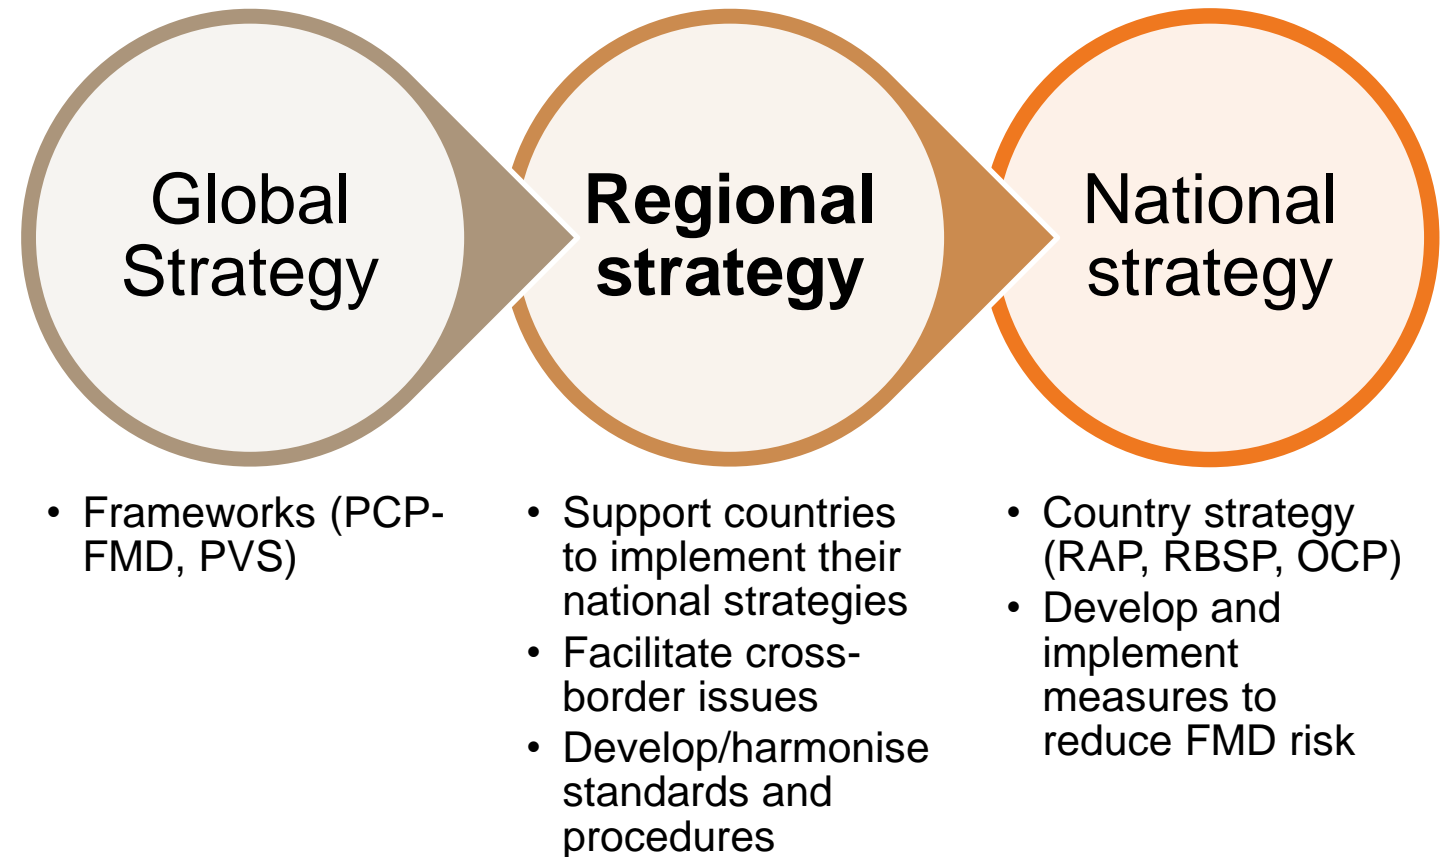 Global
Strategy
Regional
strategy
National
strategy
• Frameworks (PCP-
FMD, PVS)
• Support countries
to implement their
national strategies
• Facilitate cross-
border issues
• Develop/harmonise
standards and
procedures
• Country strategy
(RAP, RBSP, OCP)
• Develop and
implement
measures to
reduce FMD risk